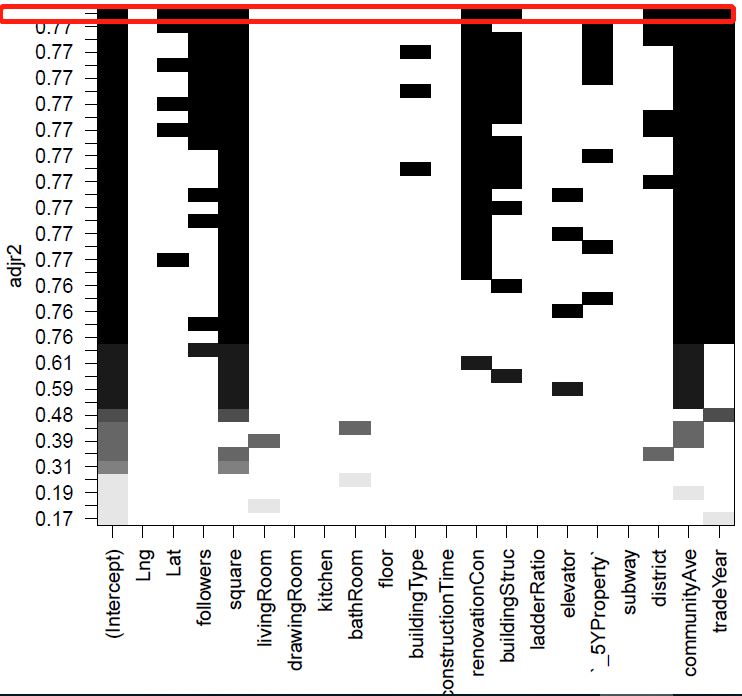 adjr2
0.77
0.77
0.77
0.77
0.77
0.77
0.77
0.77
0.77
0.77
0.76
0.76
0.76
0.61
0.59
0.48
0.39
0.31
0.19
0.17
(Intercept)
Lng
Lat
followers
square
livingRoom
drawingRoom
kitchen
bathRoom
floor
buildingType
constructionTime
renovationCon
buildingStruc
ladderRatio
elevator
`_5YProperty`
subway
district
communityAve
tradeYear